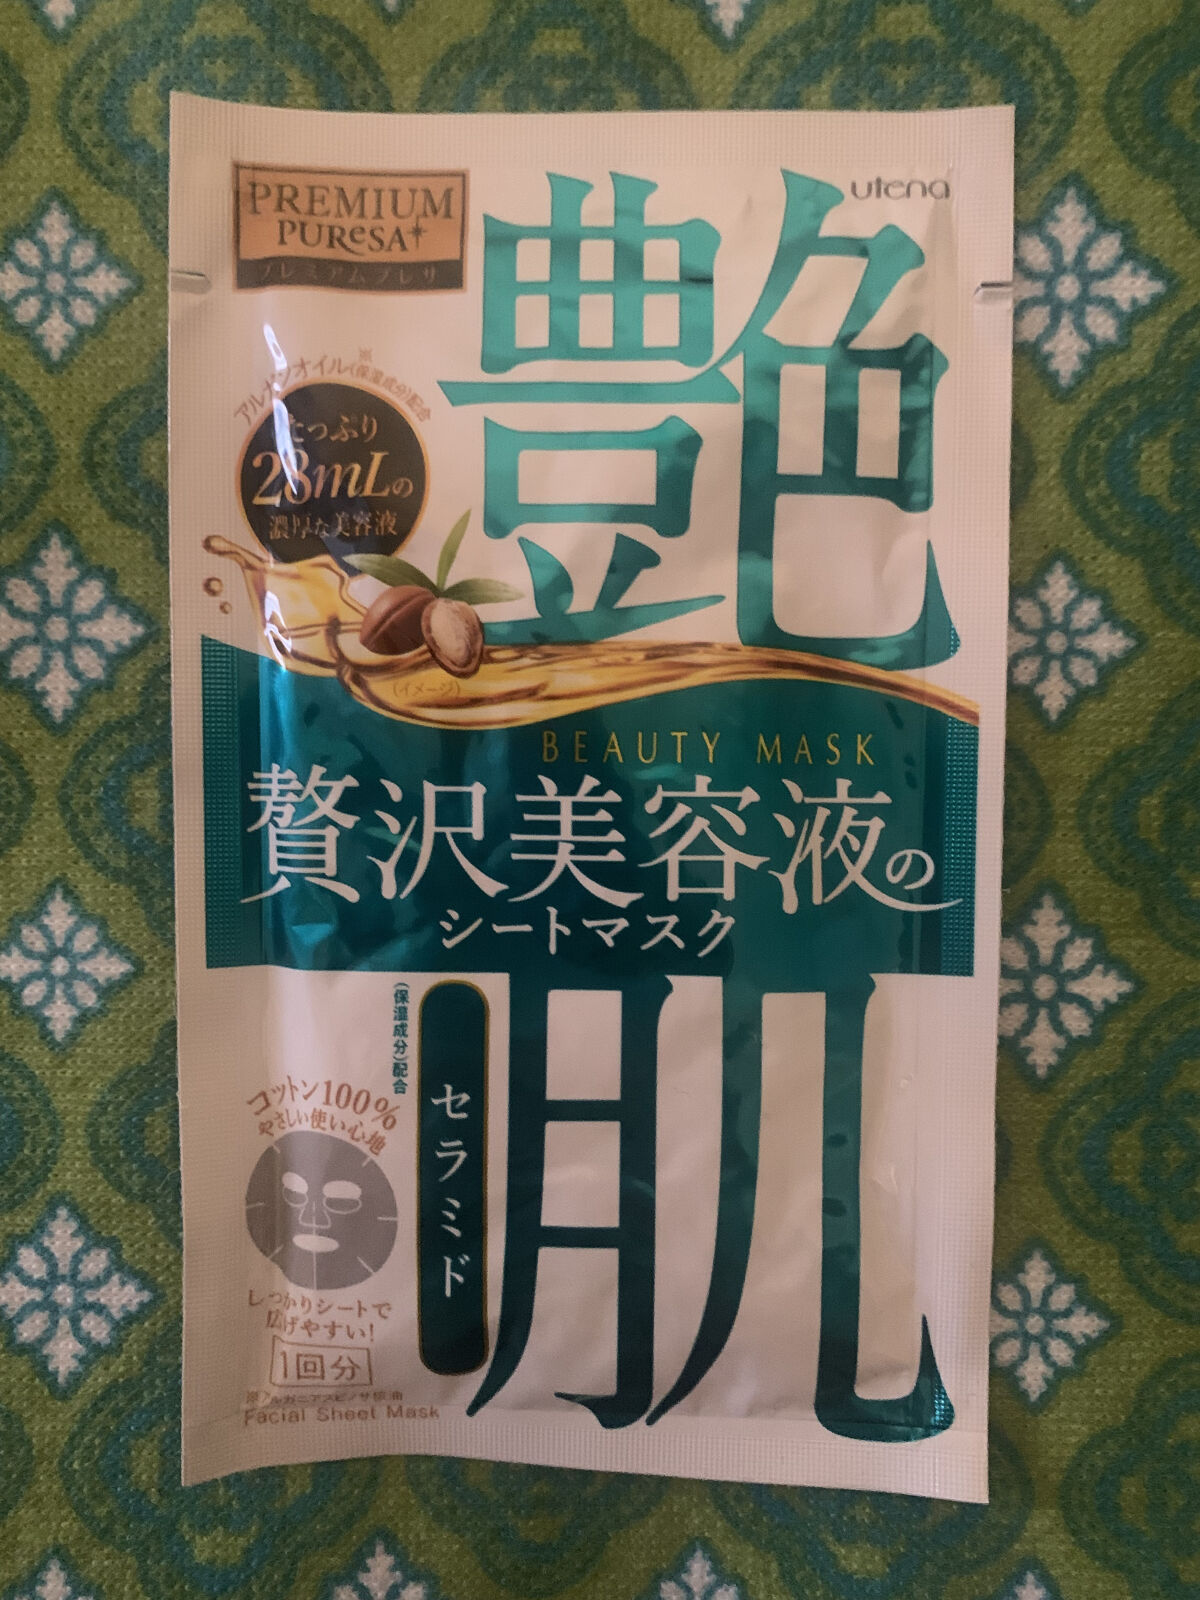 PREMIUM
PUReSA
プレミアムプレサ
utena
艶
アルガンオイル※(保湿成分)配合
たっぷり
28mLの
濃厚な美容液
(イメージ)
BEAUTY MASK
贅沢美容液の
シートマスク
肌
(保湿成分)配合
セラミド
コットン100%
やさしい使い心地
しっかりシートで
広げやすい!
1回分
※アルガニアスピノサ核油
Facial Sheet Mask